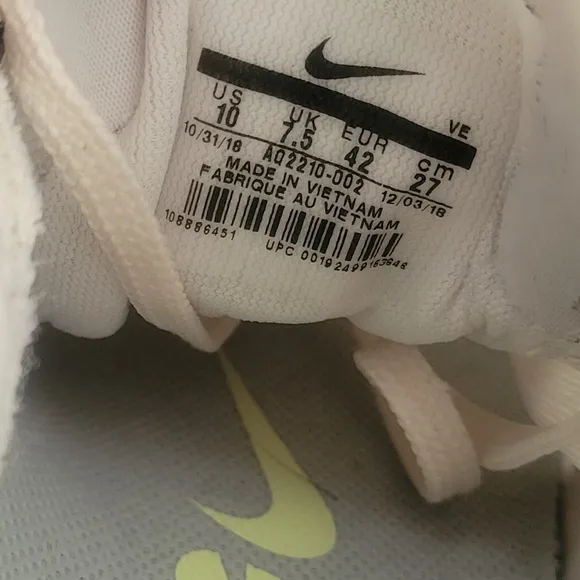 US UK EUR cm VE
10 7.5 42 27
10/31/18 AQ2210-002 12/03/18
MADE IN VIETNAM
FABRIQUE AU VIETNAM
108886451 UPC 00192499163646